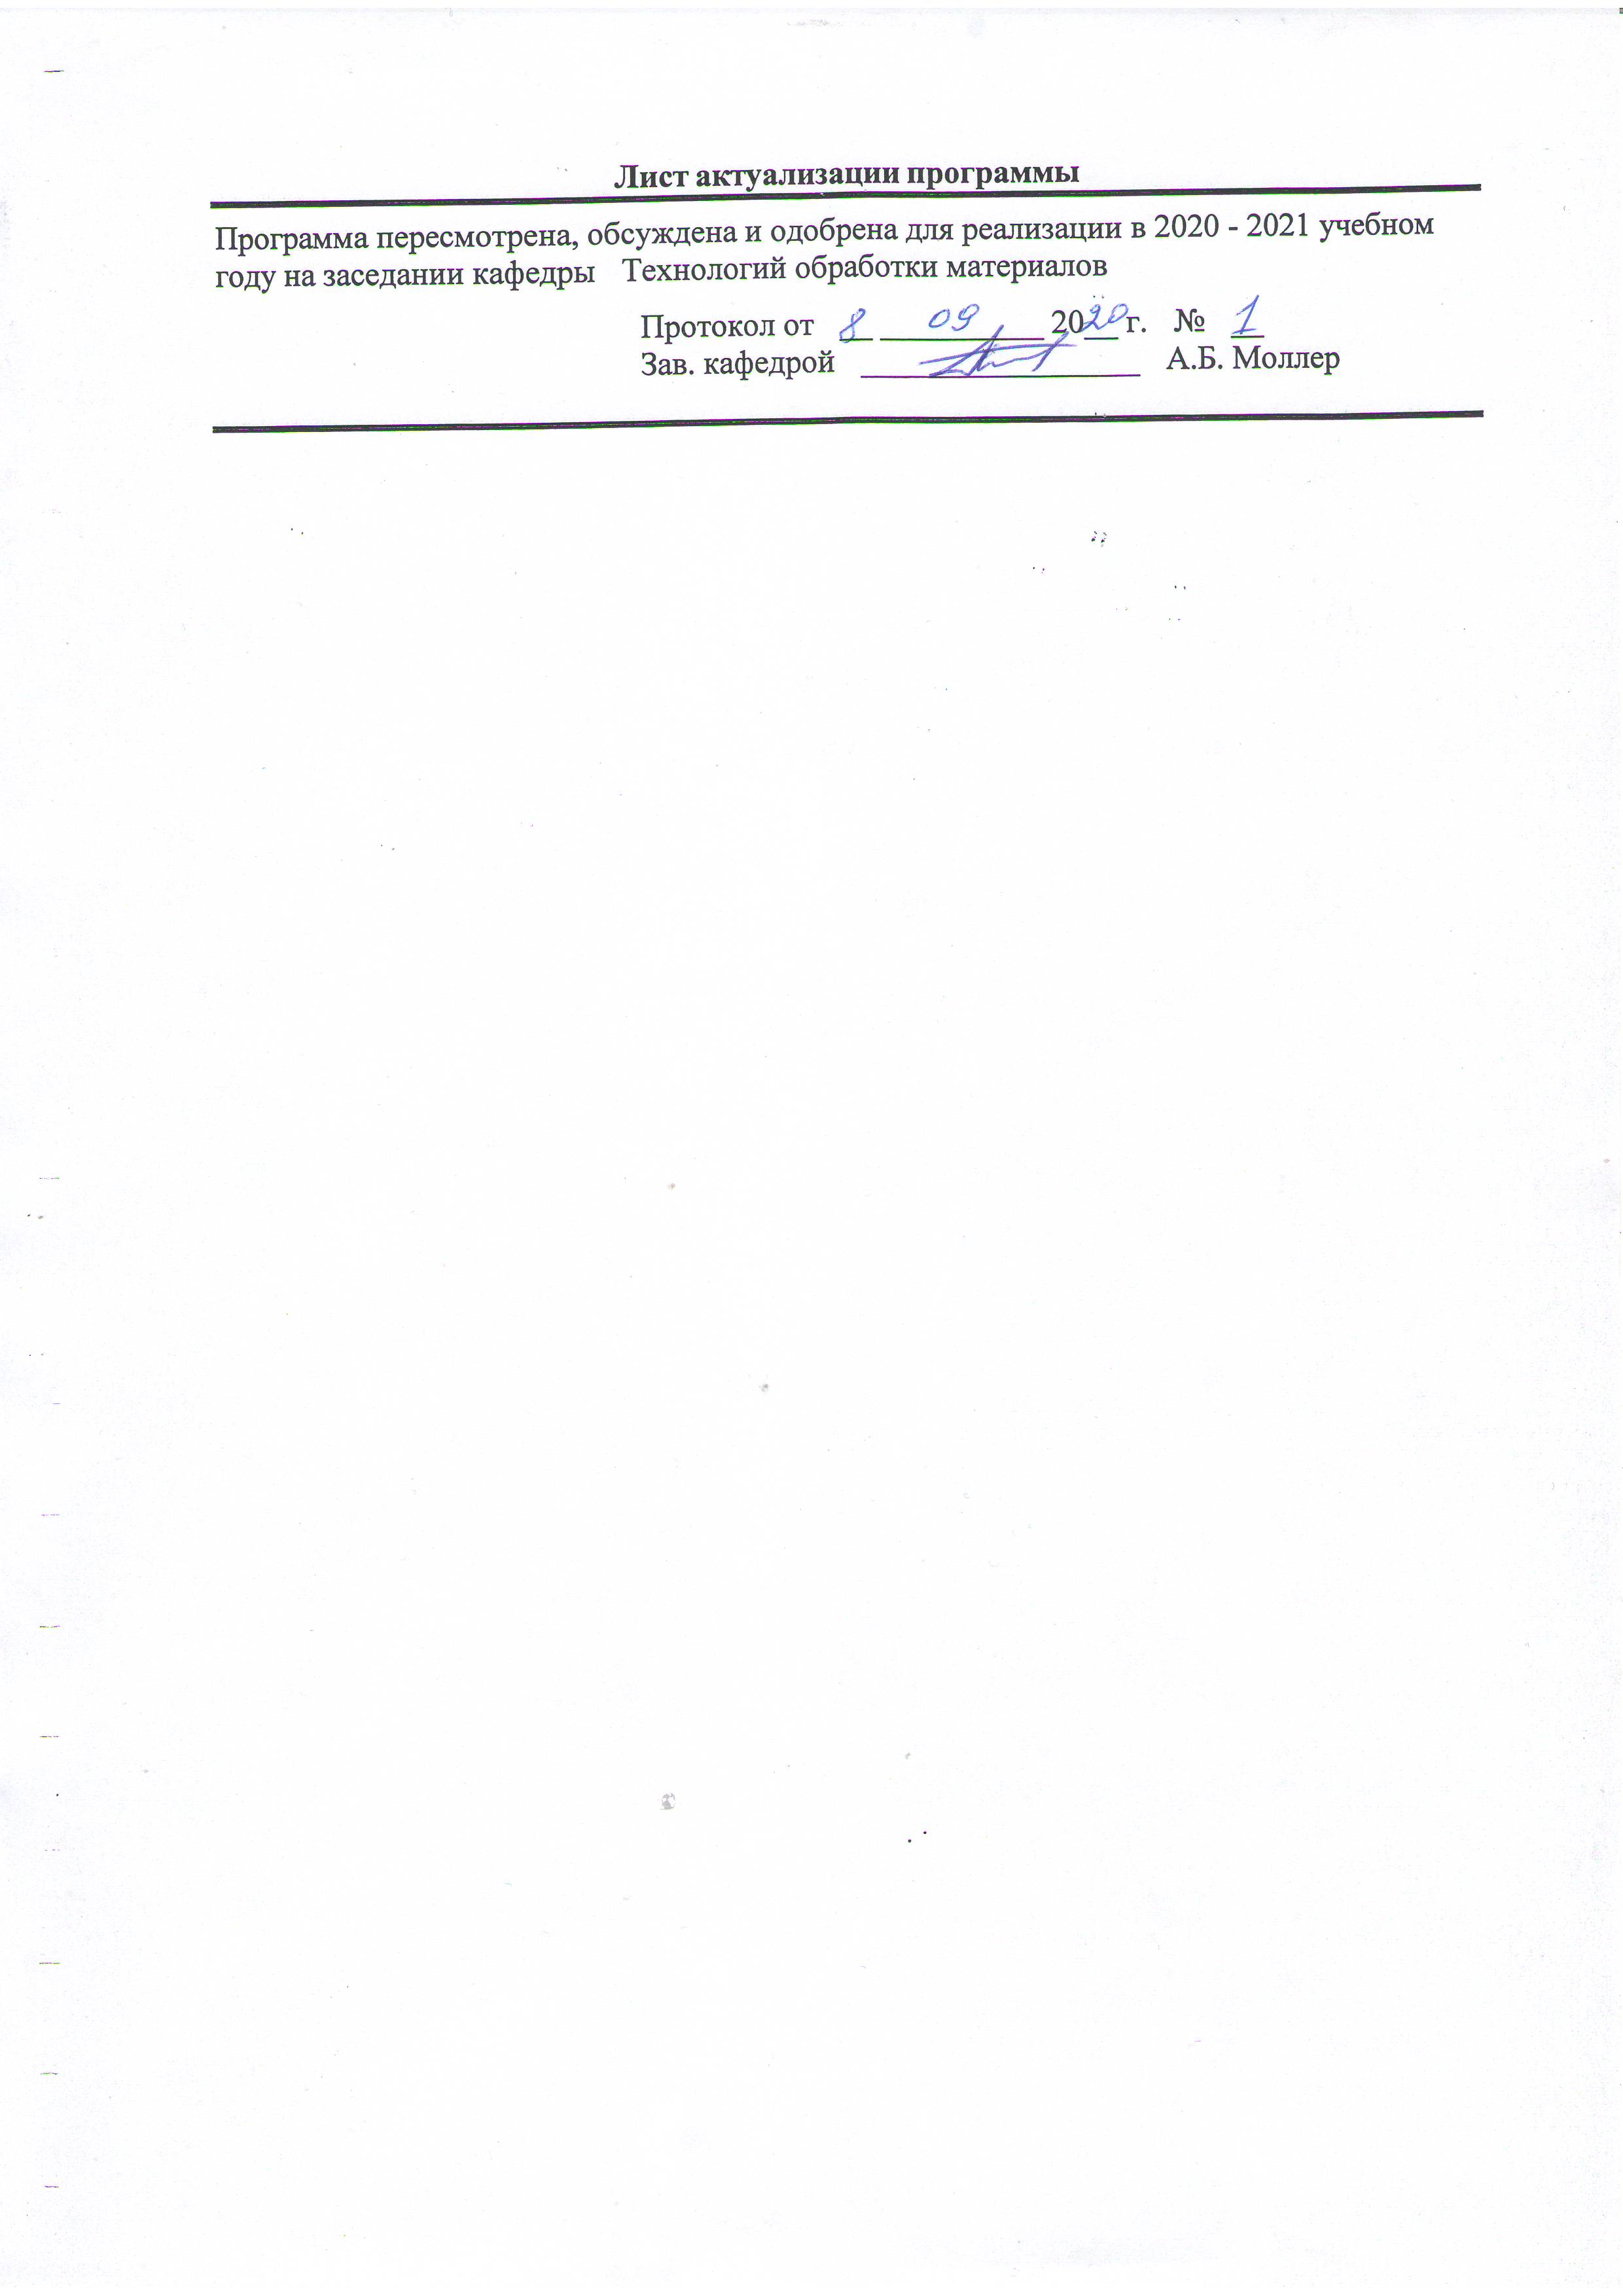 Лист актуализации программы
Программа пересмотрена, обсуждена и одобрена для реализации в 2020 - 2021 учебном
году на заседании кафедры Технологий обработки материалов
Протокол от 8 09 2020 г. № 1
Зав. кафедрой А.Б. Моллер